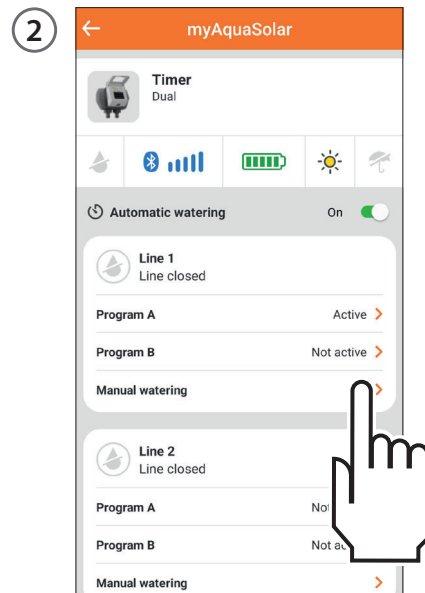 2
myAquaSolar
Timer
Dual
Automatic watering On
Line 1
Line closed
Program A Active
Program B Not active
Manual watering
Line 2
Line closed
Program A
Program B Not
Manual watering